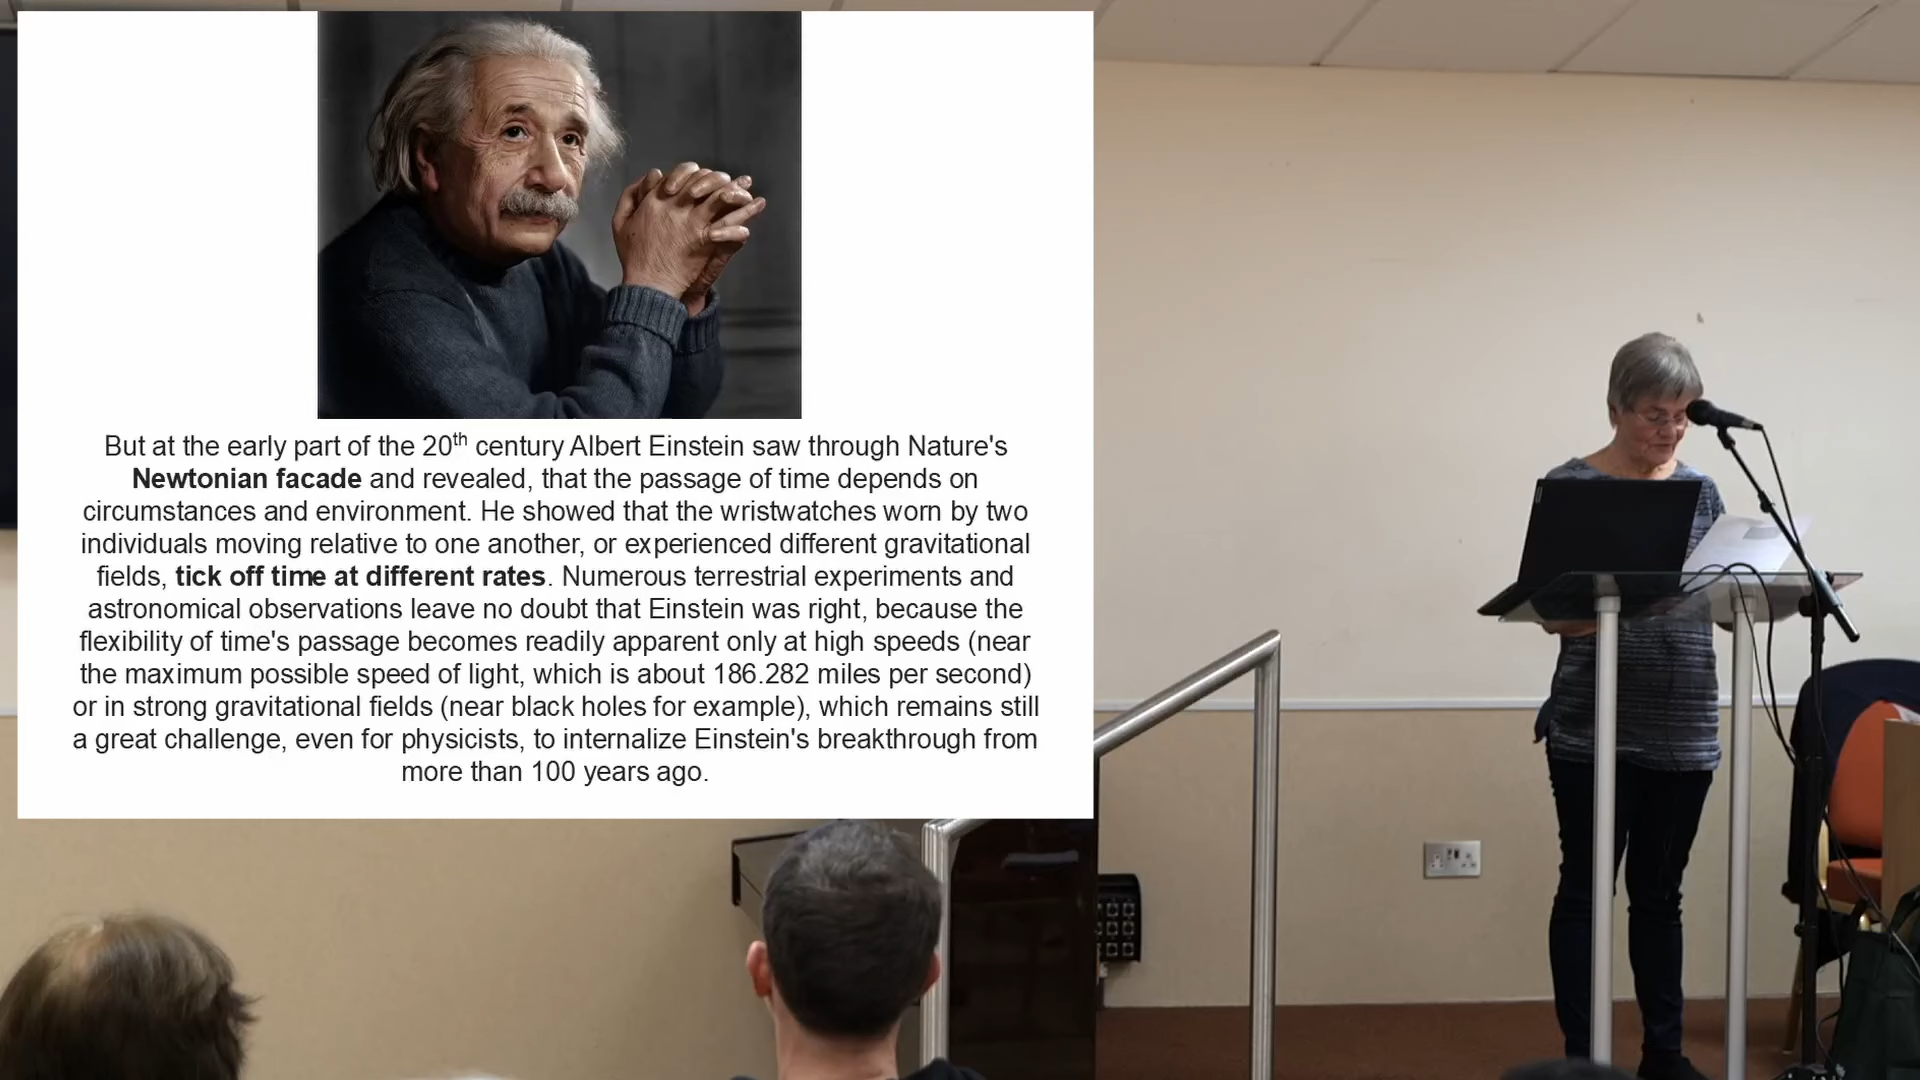 But at the early part of the 20th century Albert Einstein saw through Nature's
Newtonian facade and revealed, that the passage of time depends on
circumstances and environment. He showed that the wristwatches worn by two
individuals moving relative to one another, or experienced different gravitational
fields, tick off time at different rates. Numerous terrestrial experiments and
astronomical observations leave no doubt that Einstein was right, because the
flexibility of time's passage becomes readily apparent only at high speeds (near
the maximum possible speed of light, which is about 186.282 miles per second)
or in strong gravitational fields (near black holes for example), which remains still
a great challenge, even for physicists, to internalize Einstein's breakthrough from
more than 100 years ago.